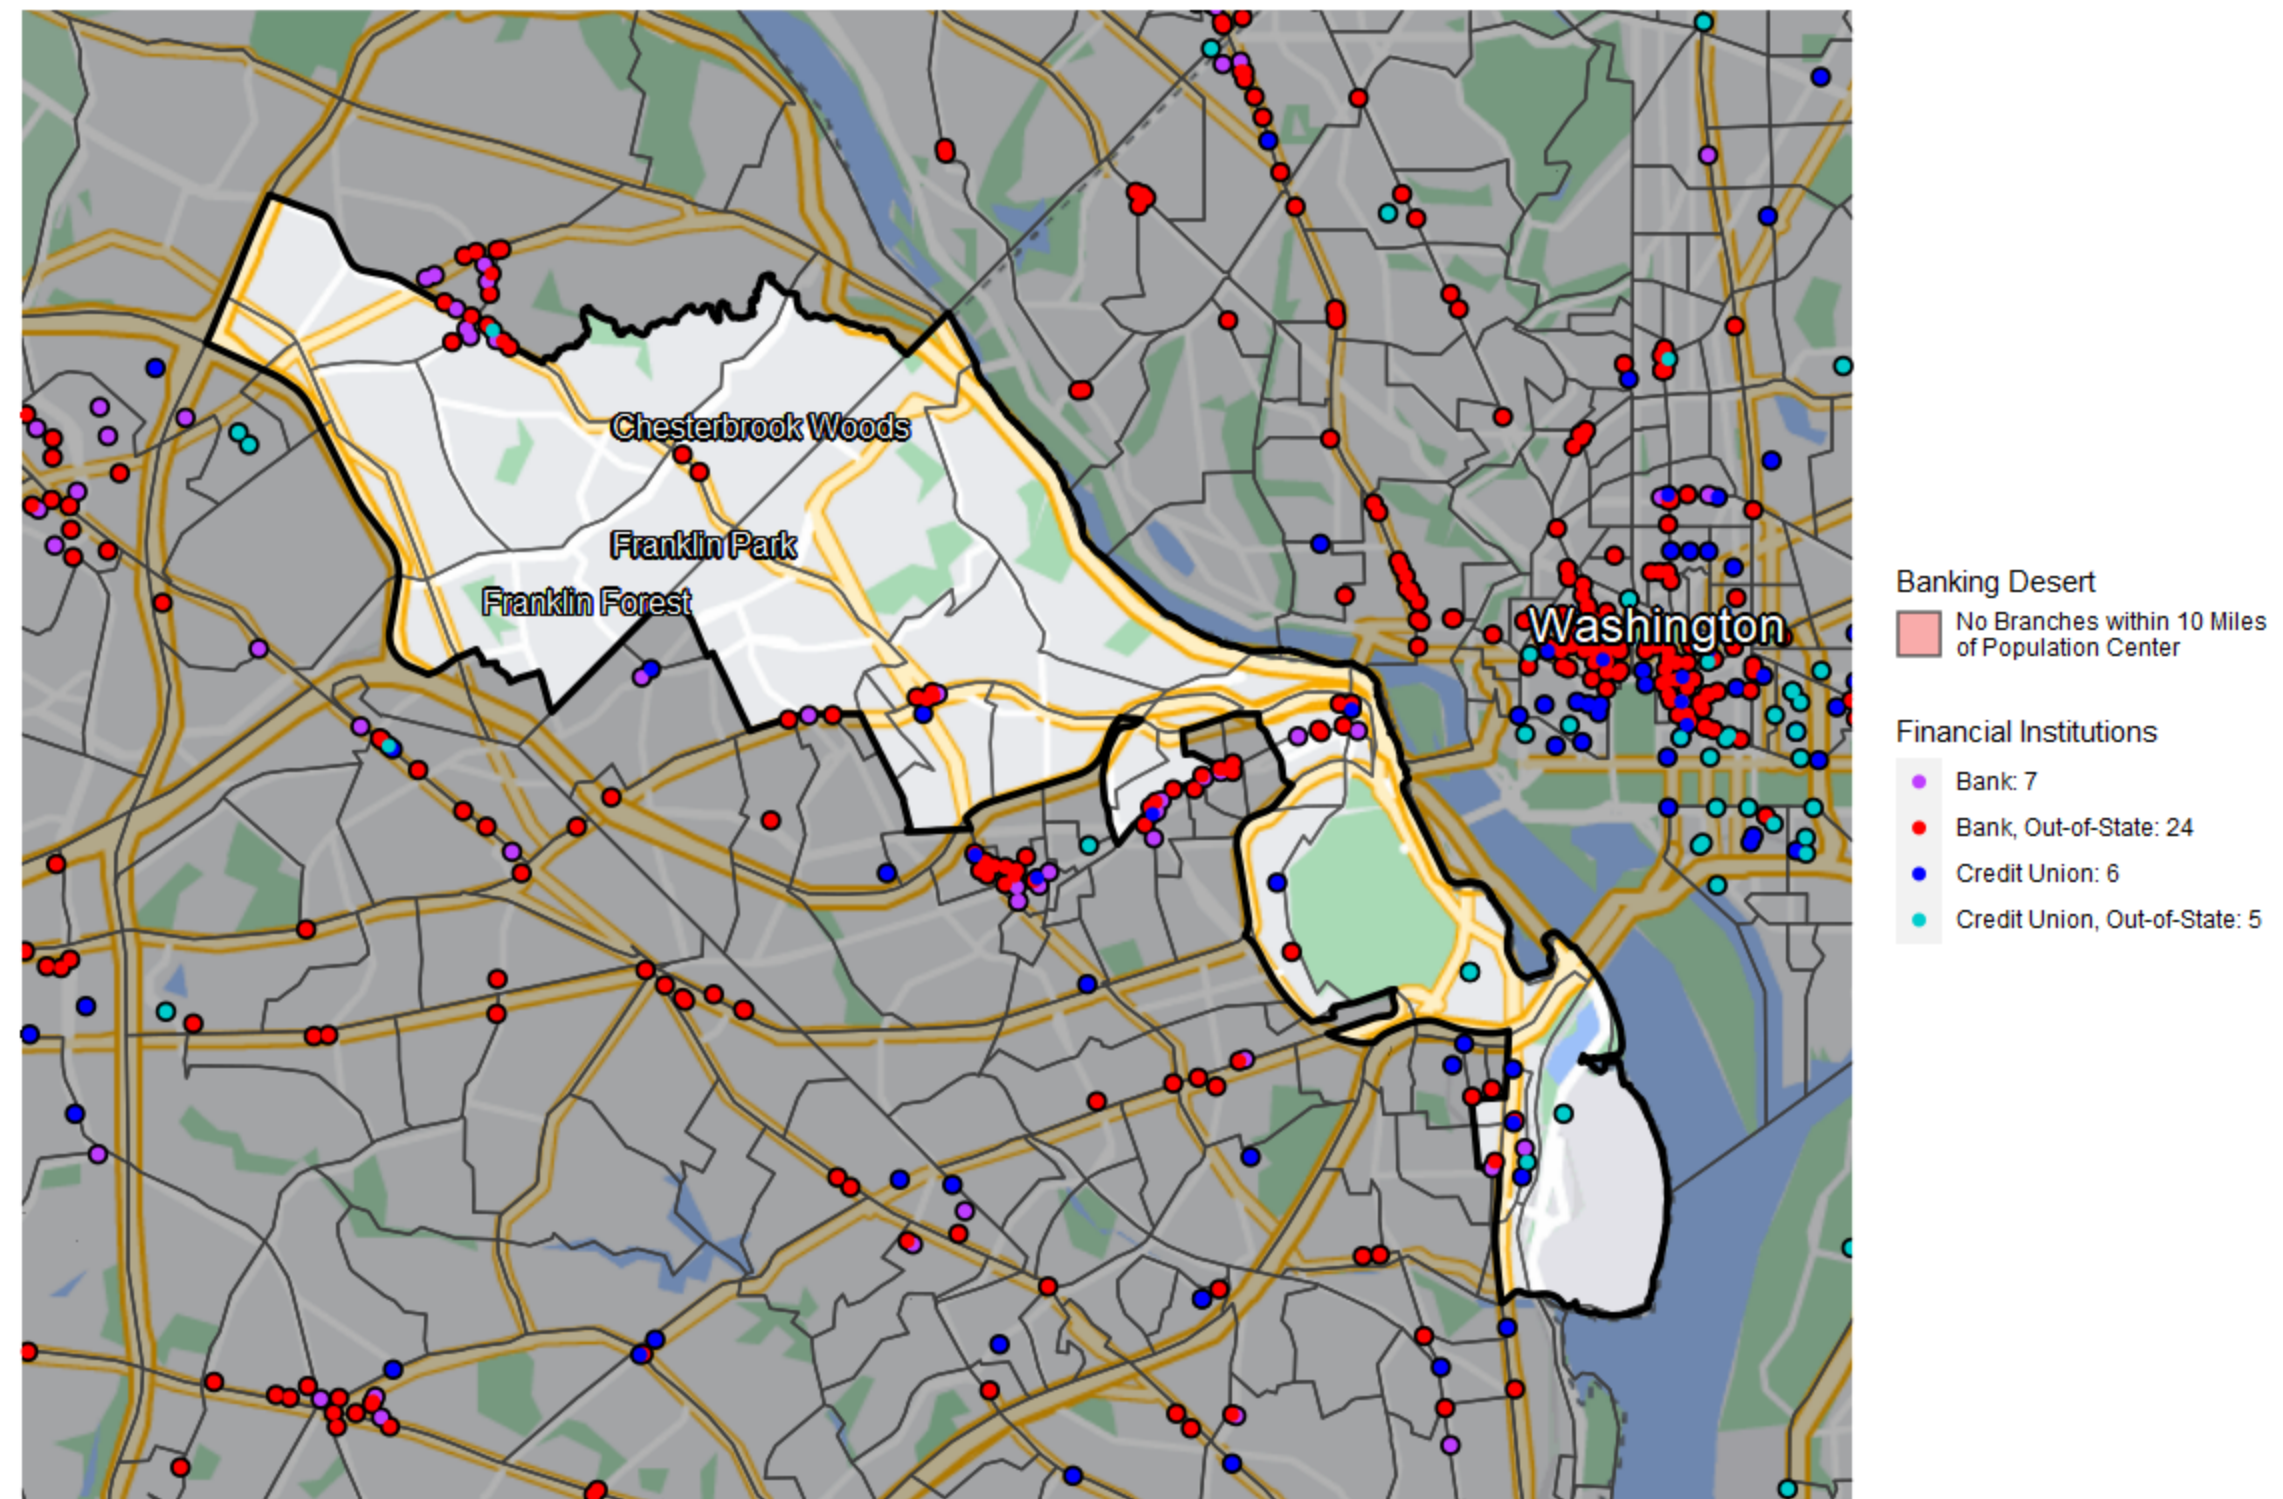 Chesterbrook Woods
Franklin Park
Franklin Forest
Washington
Banking Desert
No Branches within 10 Miles
of Population Center
Financial Institutions
Bank: 7
Bank, Out-of-State: 24
Credit Union: 6
Credit Union, Out-of-State: 5